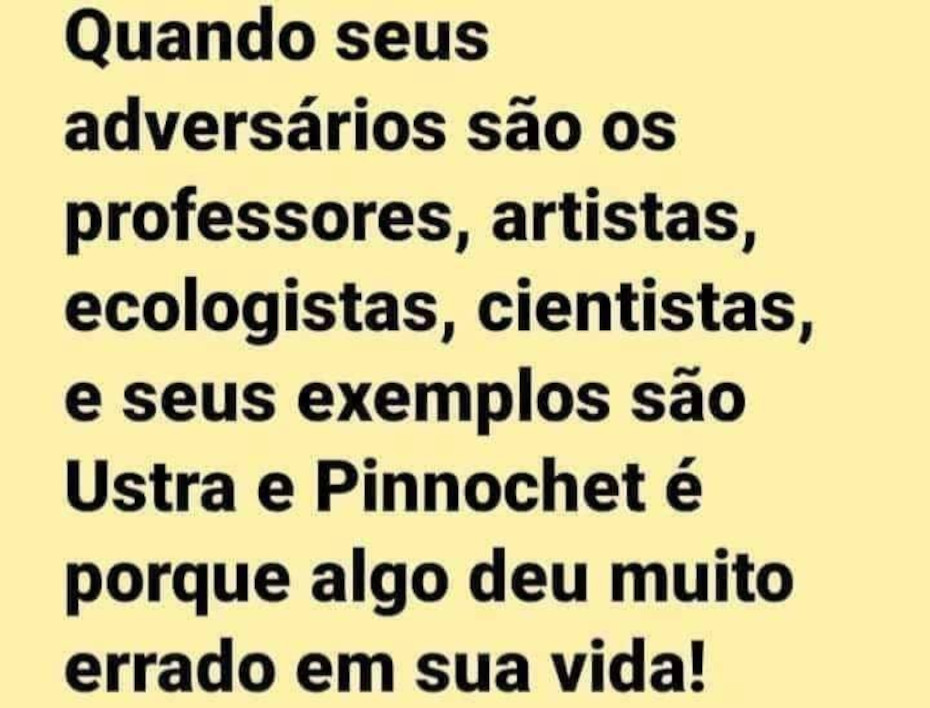 Quando seus
adversários são os
professores, artistas,
ecologistas, cientistas,
e seus exemplos são
Ustra e Pinnochet é
porque algo deu muito
errado em sua vida!